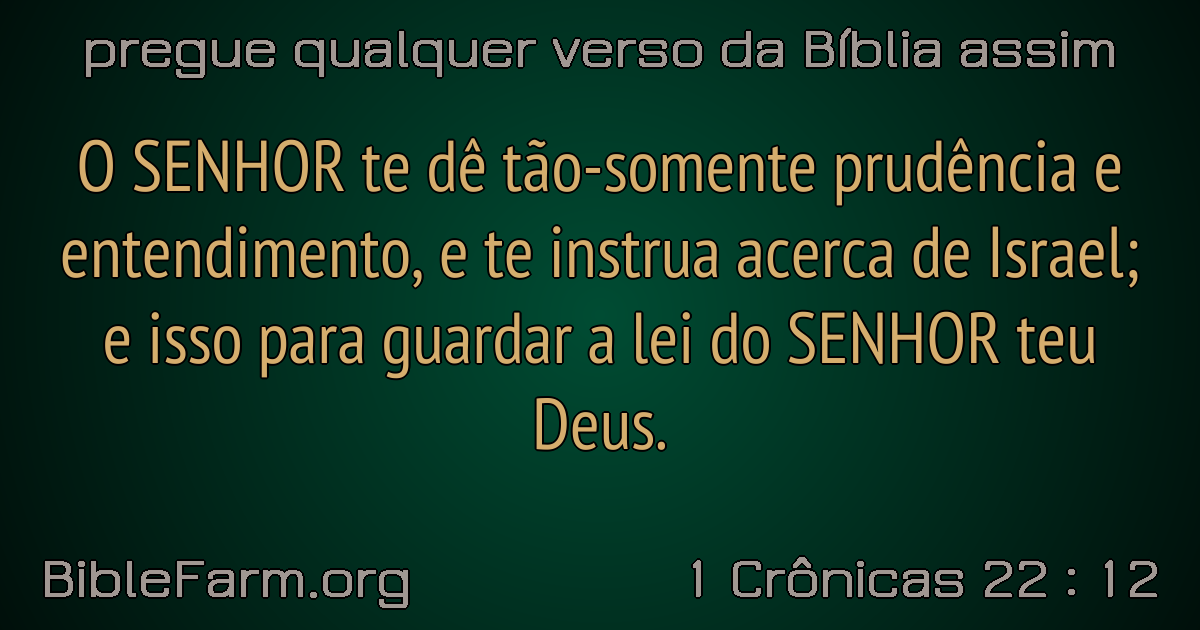 pregue qualquer verso da Bíblia assim
O SENHOR te dê tão-somente prudência e
entendimento, e te instrua acerca de Israel;
e isso para guardar a lei do SENHOR teu
Deus.
BibleFarm.org
1 Crônicas 22 : 12